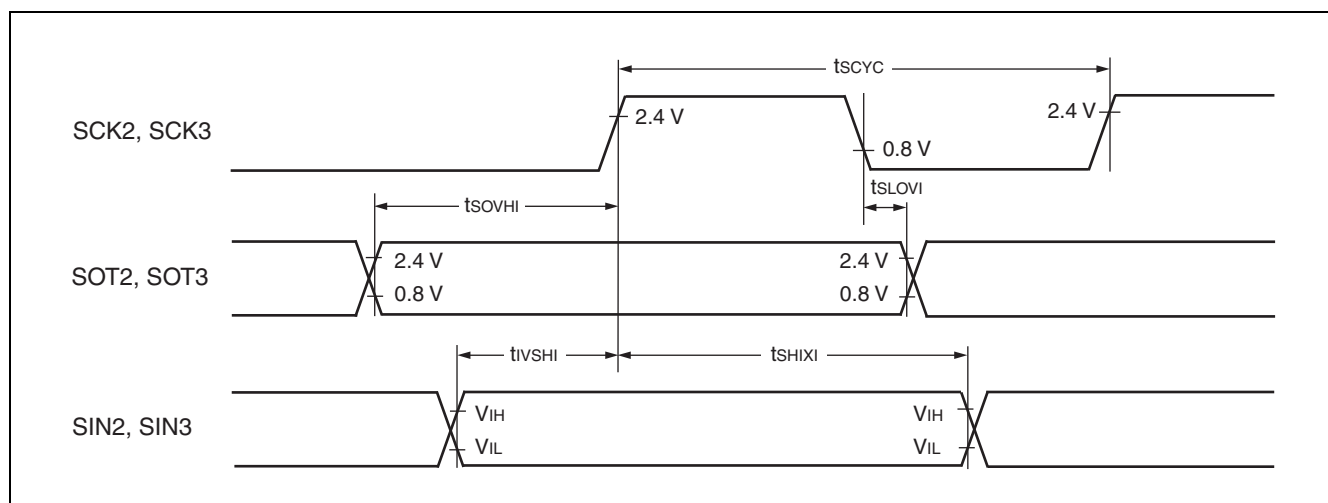 tSCYC
SCK2, SCK3
2.4 V
2.4 V
0.8 V
tSLOVI
tSOVHI
SOT2, SOT3
2.4 V
2.4 V
0.8 V
0.8 V
tIVSHI
tSHIXI
SIN2, SIN3
VIH
VIH
VIL
VIL